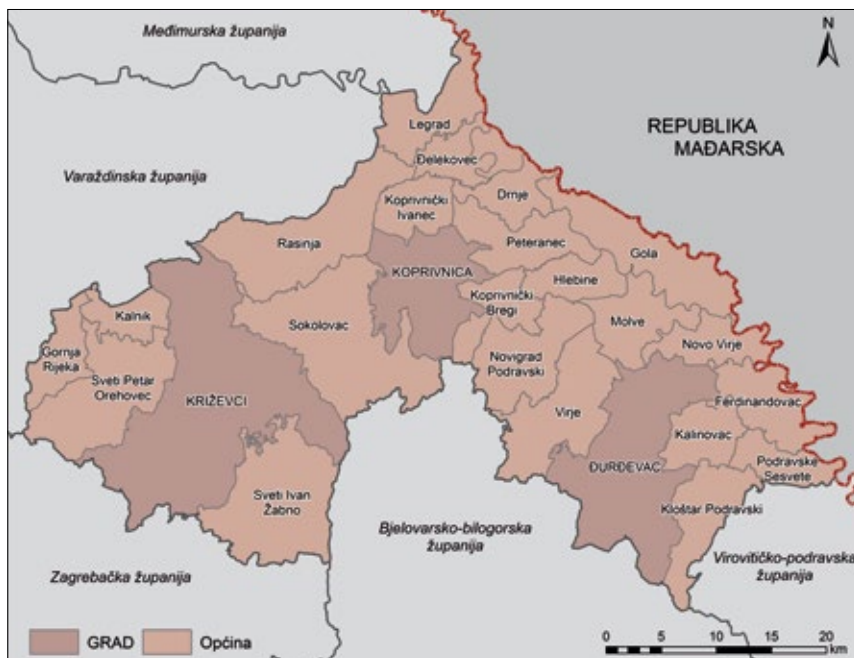 Međimurska županija
N
REPUBLIKA
MAĐARSKA
Varaždinska županija
Legrad
Đelekovec
Drnje
Koprivnički
Ivanec
Rasinja
Peteranec
Gola
KOPRIVNICA
Hlebine
Koprivnički
Bregi
Kalnik
Sokolovac
Molve
Novo Virje
Gornja
Rijeka
Sveti Petar
Orehovec
Novigrad
Podravski
KRIŽEVCI
Virje
Ferdinandovac
Kalinovac
ĐURĐEVAC
Podravske
Sesvete
Sveti Ivan
Žabno
Kloštar Podravski
Bjelovarsko-bilogorska
županija
Virovitičko-podravska
županija
Zagrebačka županija
GRAD
Općina
0 5 10 15 20
km